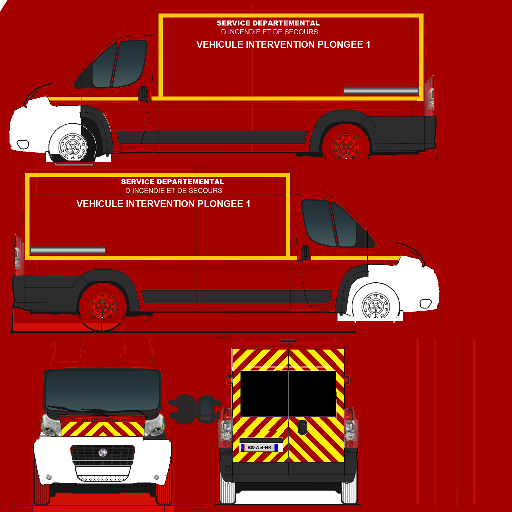 SERVICE DEPARTEMENTAL
D INCENDIE ET DE SECOURS
VEHICULE INTERVENTION PLONGEE 1
SERVICE DEPARTEMENTAL
D INCENDIE ET DE SECOURS
VEHICULE INTERVENTION PLONGEE 1